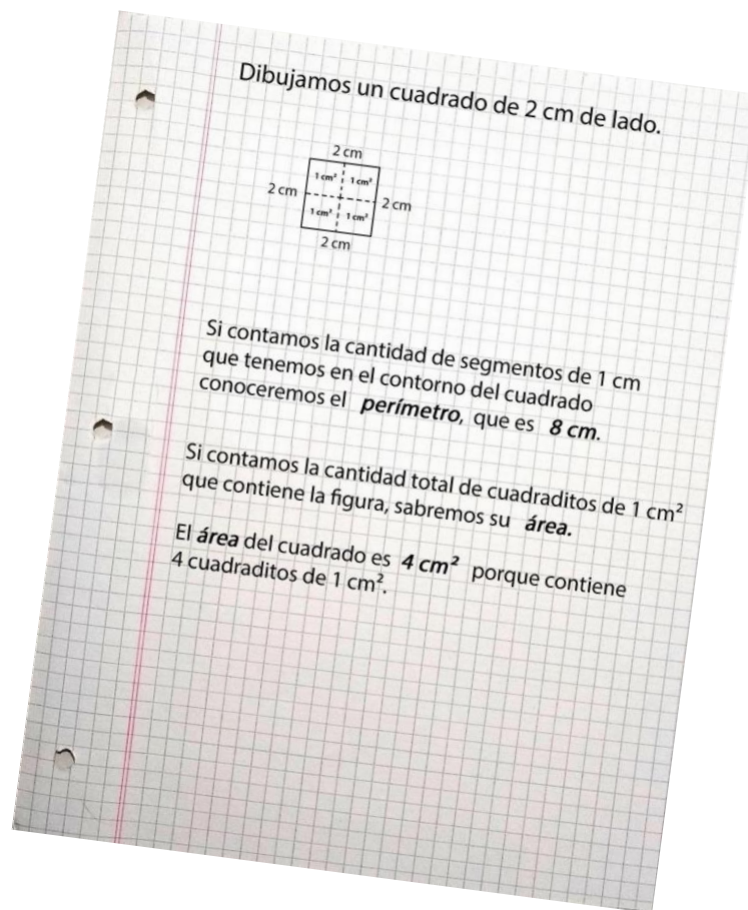 Dibujamos un cuadrado de 2 cm de lado.
2 cm
1 cm² 1 cm²
2 cm
2 cm
1 cm² 1 cm²
2 cm
Si contamos la cantidad de segmentos de 1 cm
que tenemos en el contorno del cuadrado
conoceremos el perímetro, que es 8 cm.
Si contamos la cantidad total de cuadraditos de 1 cm²
que contiene la figura, sabremos su área.
El área del cuadrado es 4 cm² porque contiene
4 cuadraditos de 1 cm².